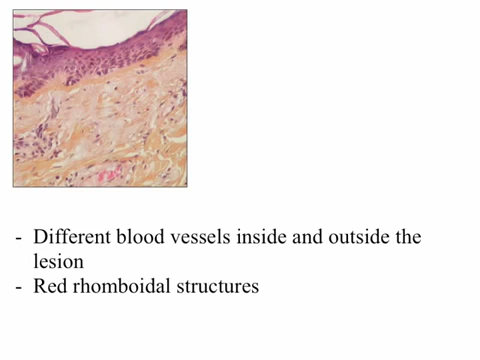 - Different blood vessels inside and outside the
lesion
- Red rhomboidal structures